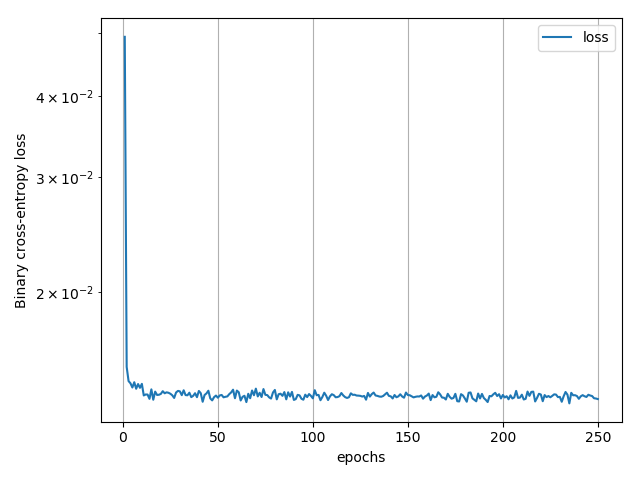 loss
4 × 10⁻²
3 × 10⁻²
2 × 10⁻²
Binary cross-entropy loss
0 50 100 150 200 250
epochs